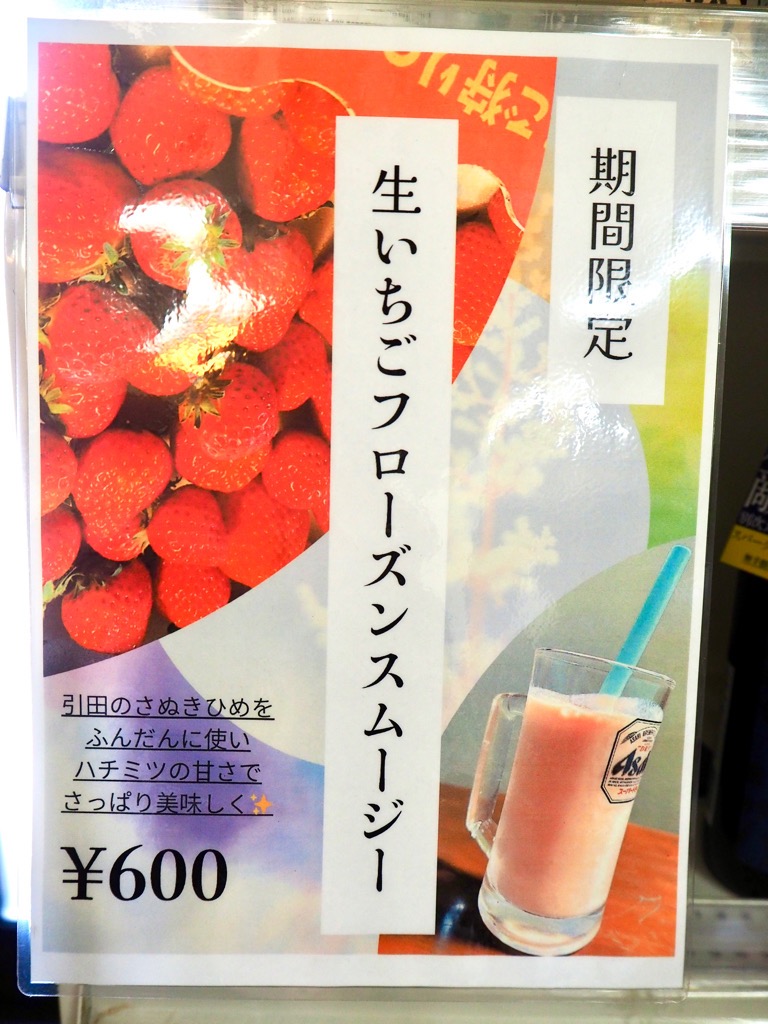 期間限定
生いちごフローズンスムージー
引田のさぬきひめを
ふんだんに使い
ハチミツの甘さで
さっぱり美味しく✨
¥600